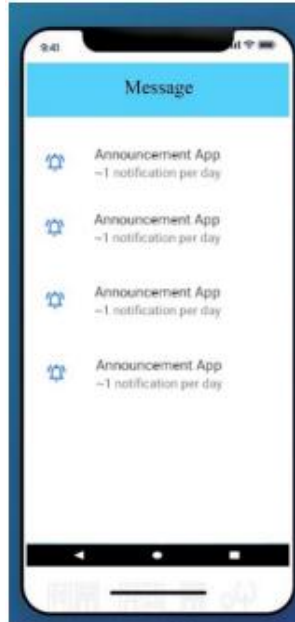 9:41
Message
Announcement App
~1 notification per day
Announcement App
~1 notification per day
Announcement App
~1 notification per day
Announcement App
~1 notification per day